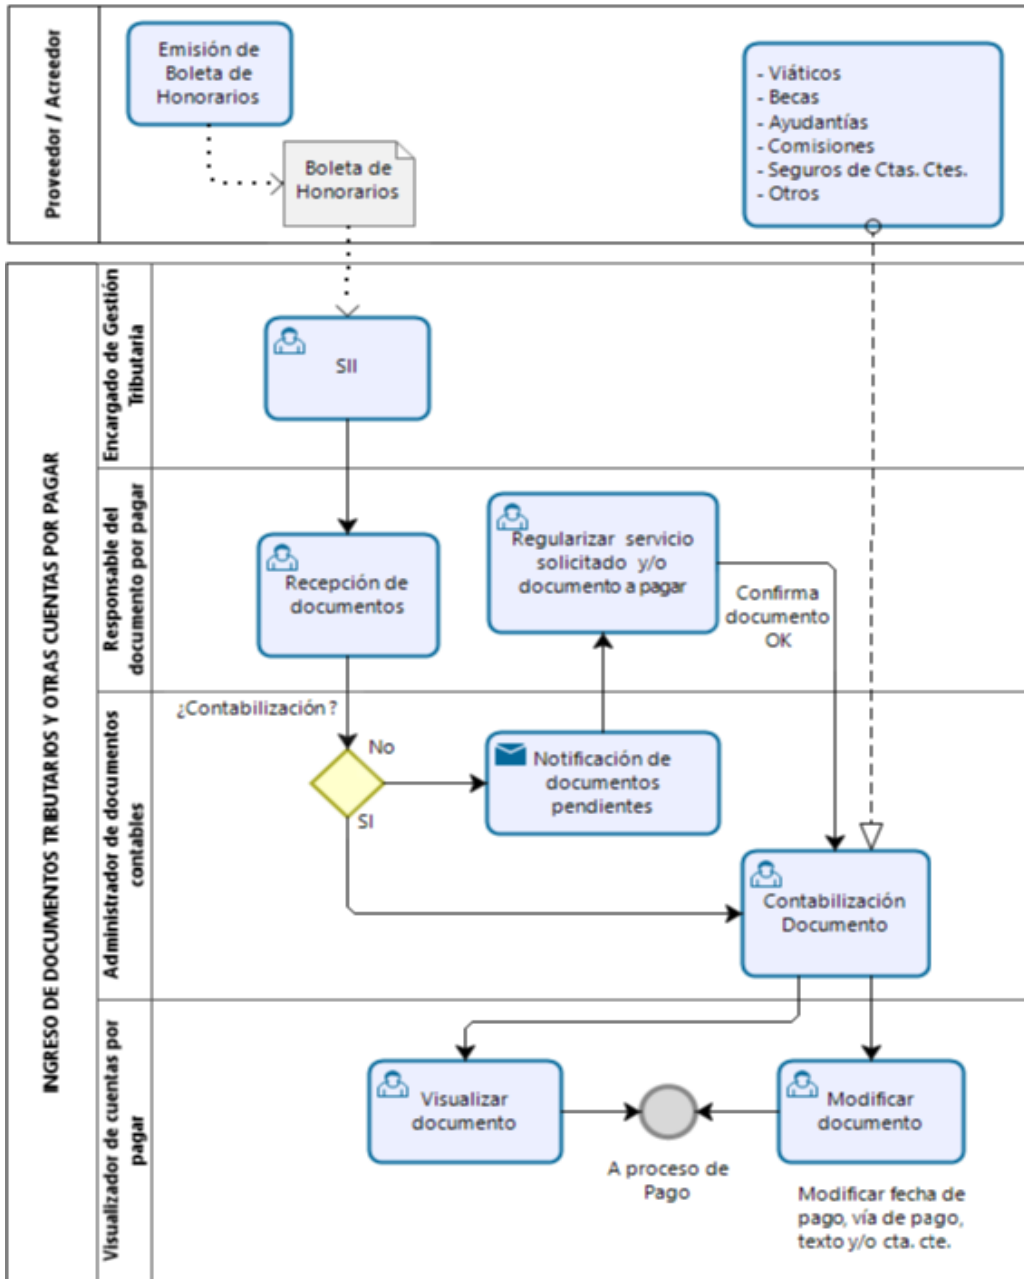 Proveedor / Acreedor
Emisión de
Boleta de
Honorarios
Boleta de
Honorarios
- Viáticos
- Becas
- Ayudantías
- Comisiones
- Seguros de Ctas. Ctes.
- Otros
INGRESO DE DOCUMENTOS TRIBUTARIOS Y OTRAS CUENTAS POR PAGAR
Encargado de Gestión
Tributaria
SII
Responsable del
documento por pagar
Recepción de
documentos
Regularizar servicio
solicitado y/o
documento a pagar
Confirma
documento
OK
Administrador de documentos
contables
¿Contabilización?
No
SI
Notificación de
documentos
pendientes
Contabilización
Documento
Visualizador de cuentas por
pagar
Visualizar
documento
A proceso de
Pago
Modificar
documento
Modificar fecha de
pago, vía de pago,
texto y/o cta. cte.